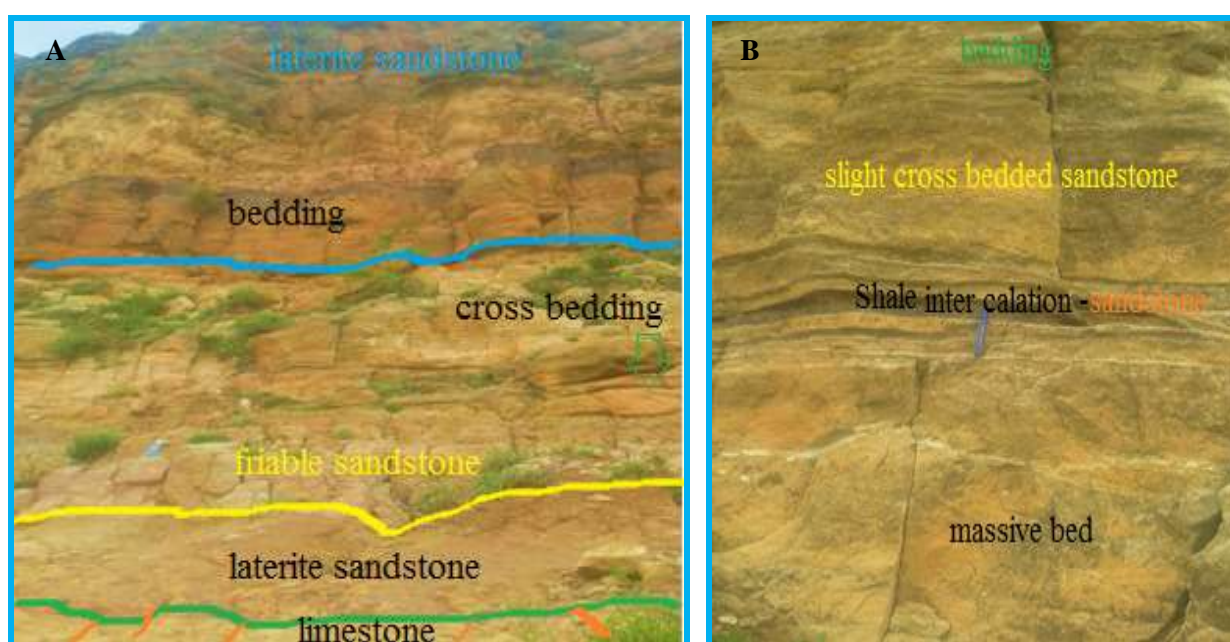 A
laterite sandstone
bedding
cross bedding
friable sandstone
laterite sandstone
limestone
B
bedding
slight cross bedded sandstone
Shale inter calation -sandstone
massive bed